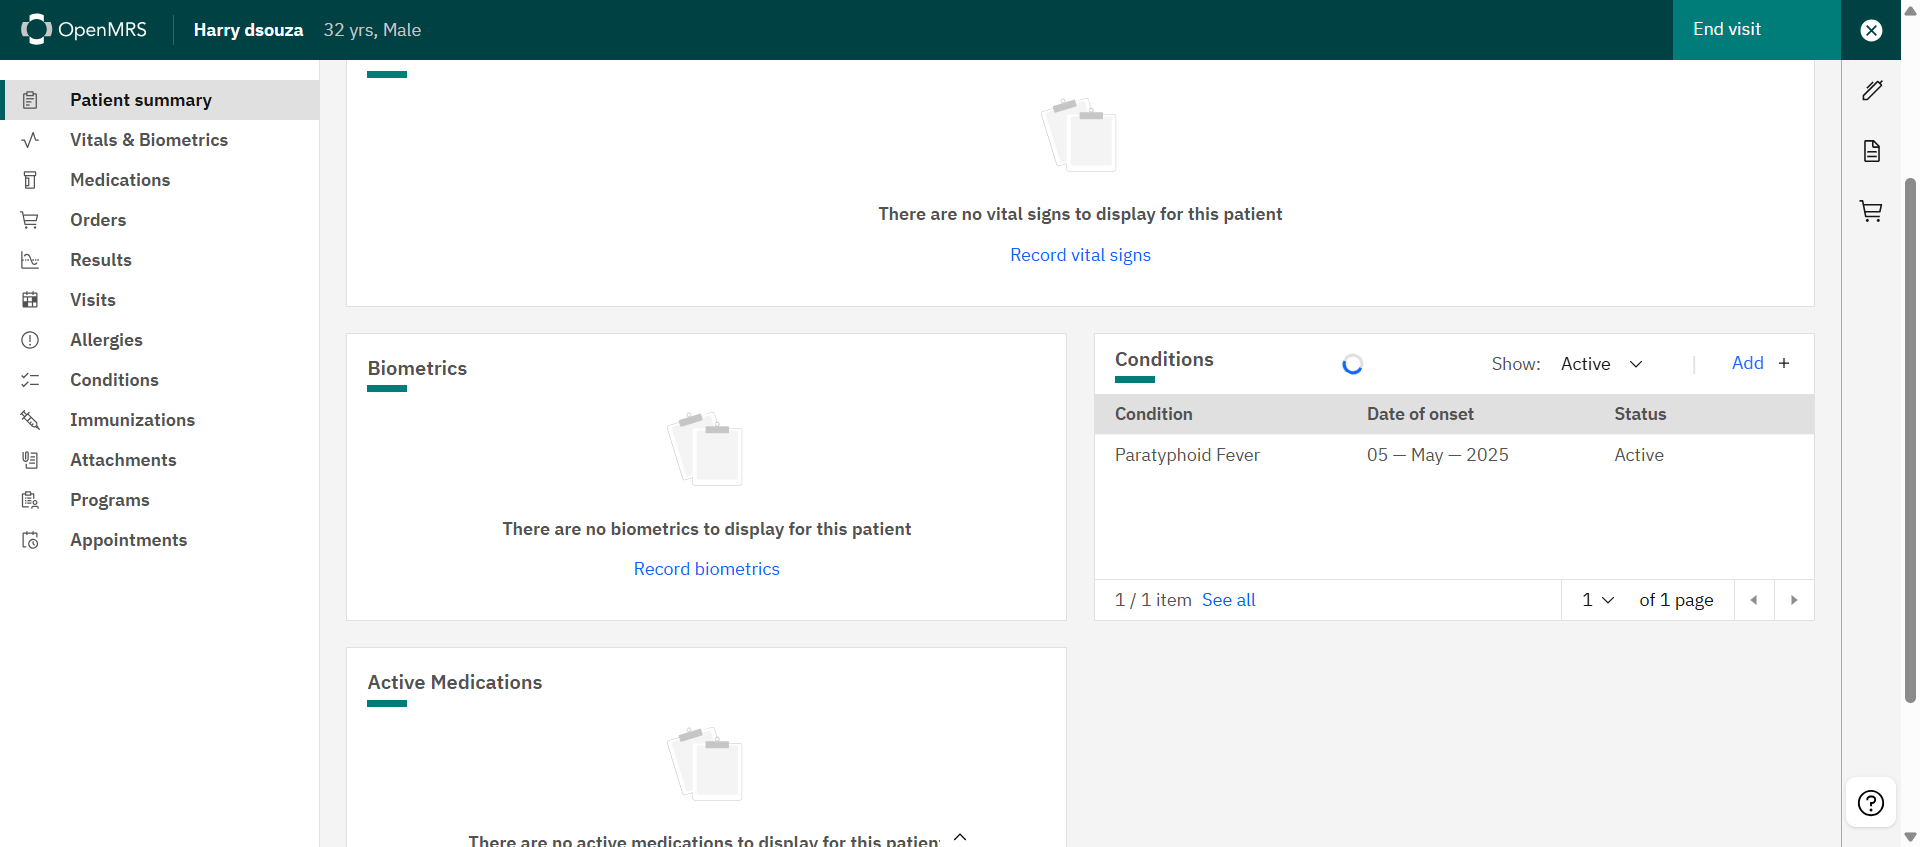 OpenMRS
Harry dsouza
32 yrs, Male
End visit
Patient summary
Vitals & Biometrics
Medications
Orders
Results
Visits
Allergies
Conditions
Immunizations
Attachments
Programs
Appointments
There are no vital signs to display for this patient
Record vital signs
Biometrics
There are no biometrics to display for this patient
Record biometrics
Conditions
Show: Active
Add +
Condition Date of onset Status
Paratyphoid Fever 05 — May — 2025 Active
1 / 1 item See all
1 of 1 page
Active Medications
There are no active medications to display for this patien